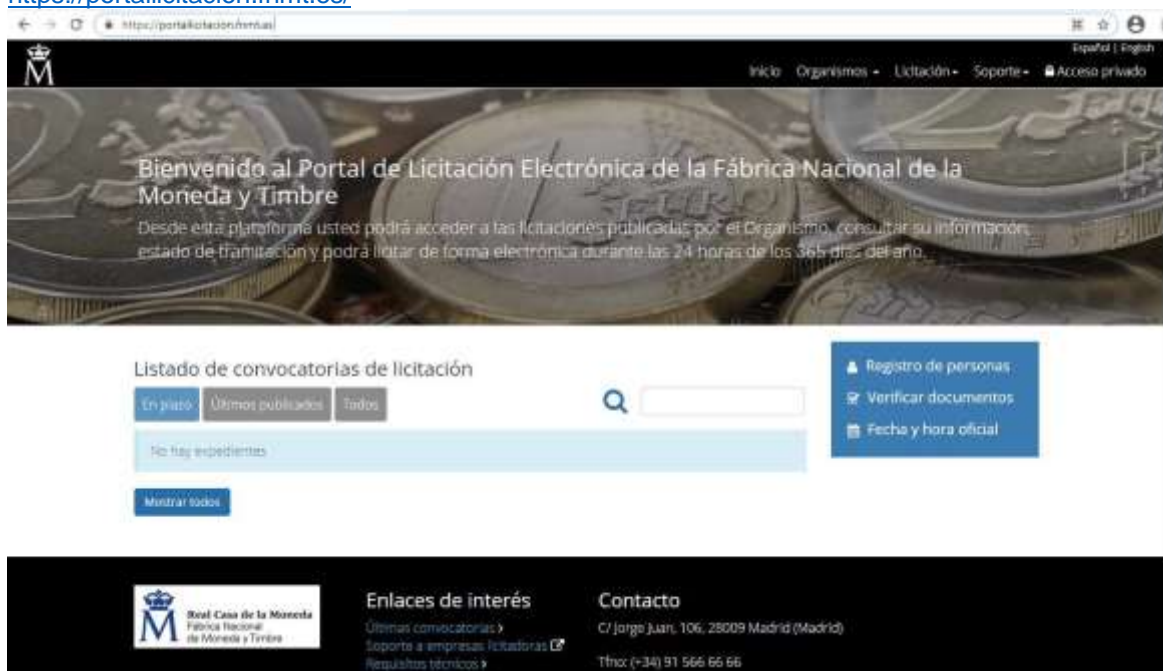 https://portallicitacion.fnmt.es/
https://portallicitacion.fnmt.es
Español | English
M
Inicio Organismos Licitación Soporte Acceso privado
Bienvenido al Portal de Licitación Electrónica de la Fábrica Nacional de la
Moneda y Timbre
Desde esta plataforma usted podrá acceder a las licitaciones publicadas por el Organismo, consultar su información,
estado de tramitación y podrá licitar de forma electrónica durante las 24 horas de los 365 días del año.
Listado de convocatorias de licitación
En plazo Últimos publicados Todos
No hay expedientes
Mostrar todos
Registro de personas
Verificar documentos
Fecha y hora oficial
M
Real Casa de la Moneda
Fábrica Nacional
de Moneda y Timbre
Enlaces de interés
Últimas convocatorias
Soporte a empresas licitadoras
Requisitos técnicos
Contacto
C/ Jorge Juan, 106, 28009 Madrid (Madrid)
Tfno: (+34) 91 566 66 66